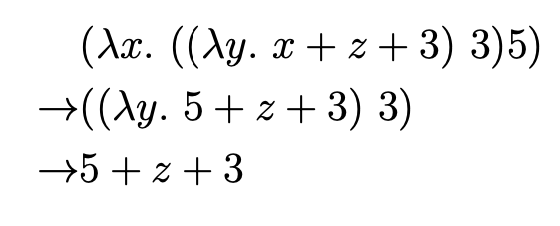 (λx. ((λy. x + z + 3) 3)5)
→((λy. 5 + z + 3) 3)
→5 + z + 3